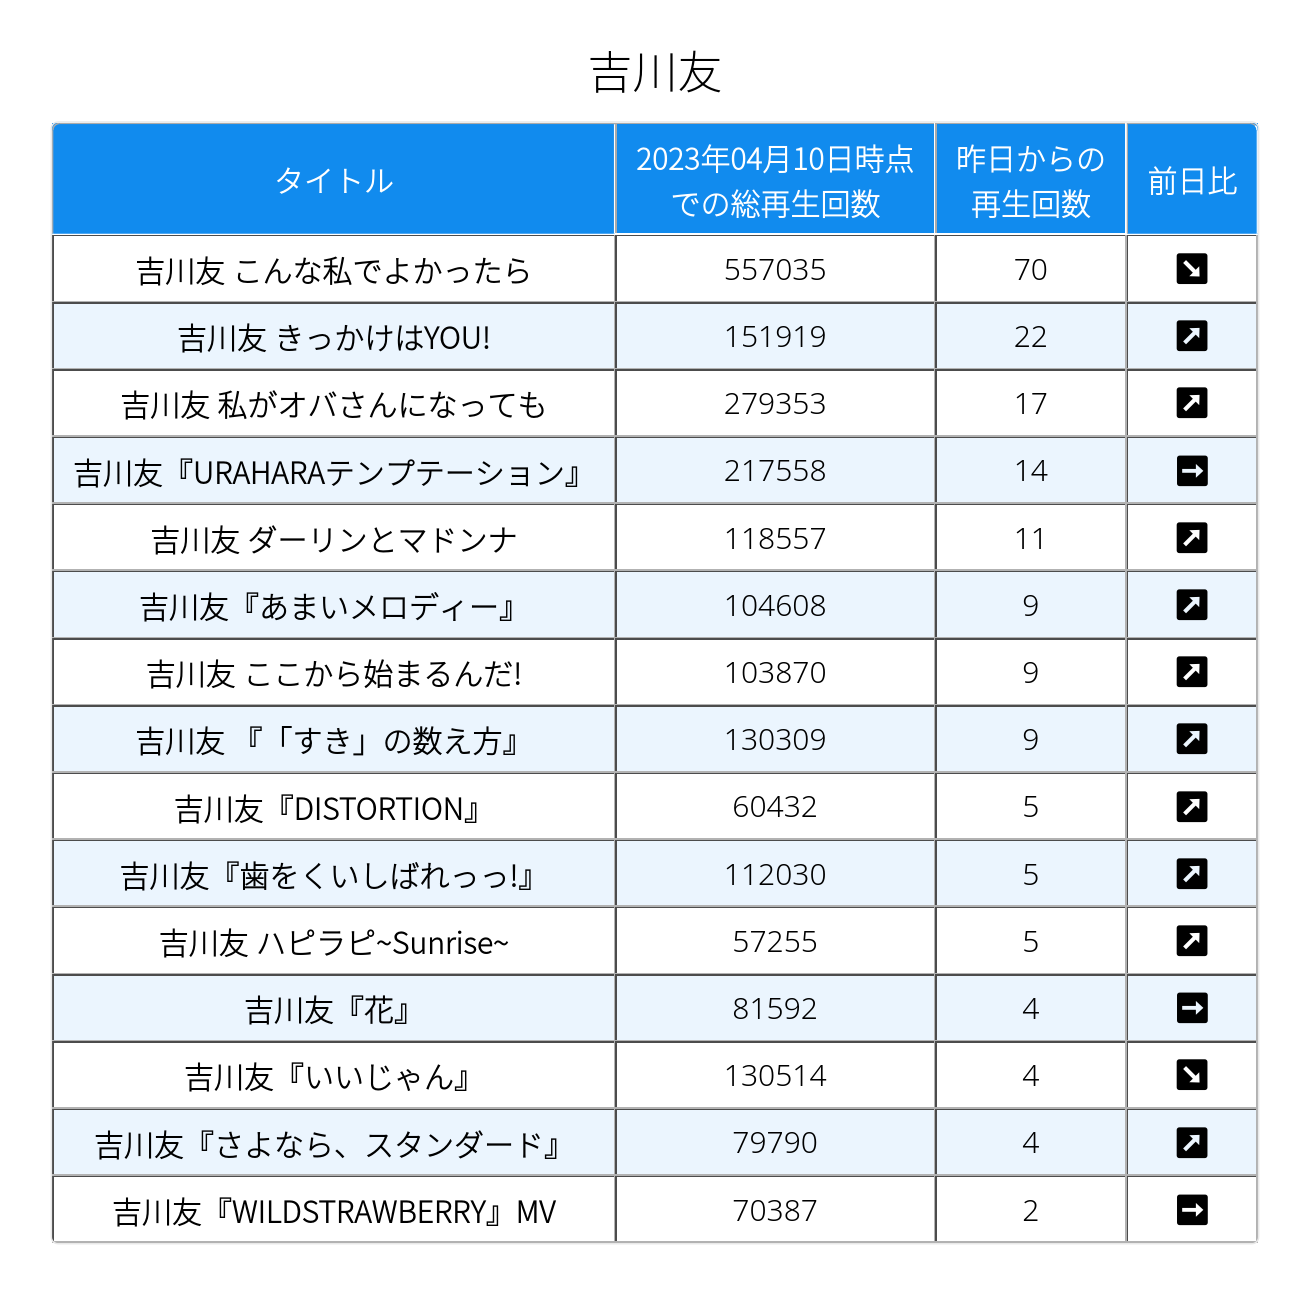 吉川友
タイトル
2023年04月10日時点
での総再生回数
昨日からの
再生回数
前日比
吉川友 こんな私でよかったら 557035 70 ↘
吉川友 きっかけはYOU! 151919 22 ↗
吉川友 私がオバさんになっても 279353 17 ↗
吉川友『URAHARAテンプテーション』 217558 14 →
吉川友 ダーリンとマドンナ 118557 11 ↗
吉川友『あまいメロディー』 104608 9 ↗
吉川友 ここから始まるんだ! 103870 9 ↗
吉川友 『「すき」の数え方』 130309 9 ↗
吉川友『DISTORTION』 60432 5 ↗
吉川友『歯をくいしばれっっ!』 112030 5 ↗
吉川友 ハピラピ~Sunrise~ 57255 5 ↗
吉川友『花』 81592 4 →
吉川友『いいじゃん』 130514 4 ↘
吉川友『さよなら、スタンダード』 79790 4 ↗
吉川友『WILDSTRAWBERRY』MV 70387 2 →